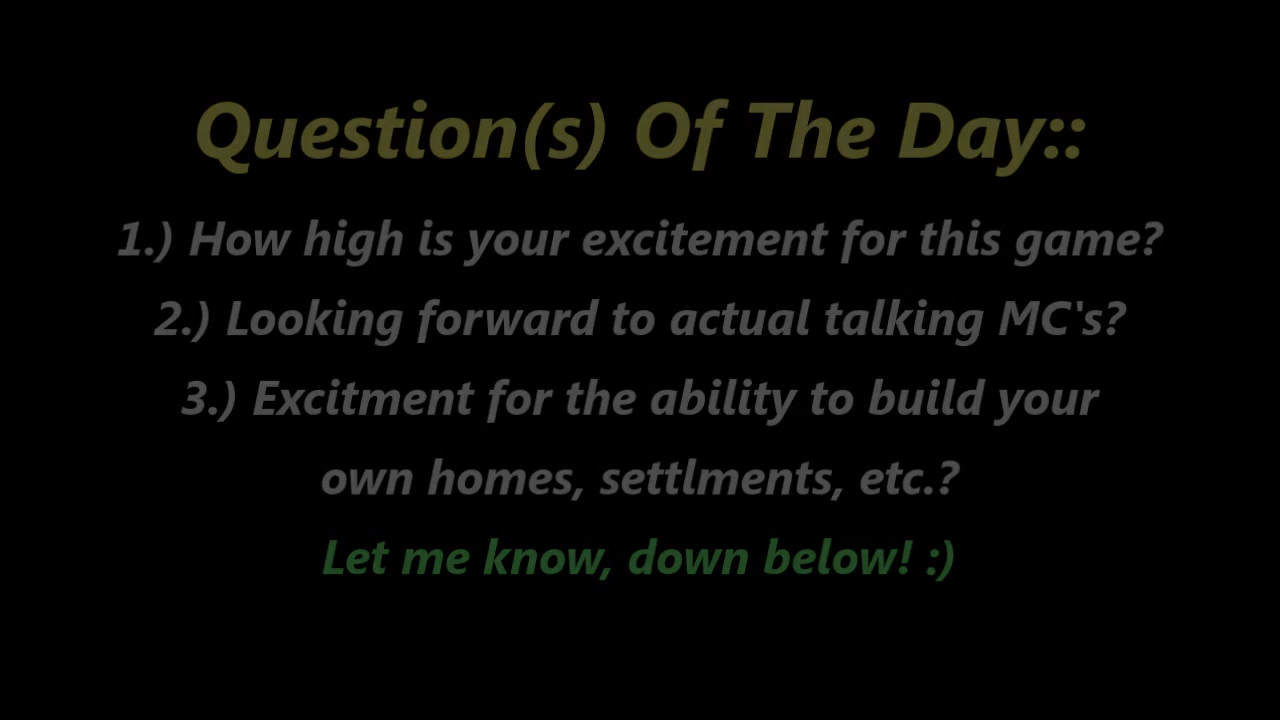 Question(s) Of The Day::
1.) How high is your excitement for this game?
2.) Looking forward to actual talking MC's?
3.) Excitment for the ability to build your
own homes, settlments, etc.?
Let me know, down below! :)